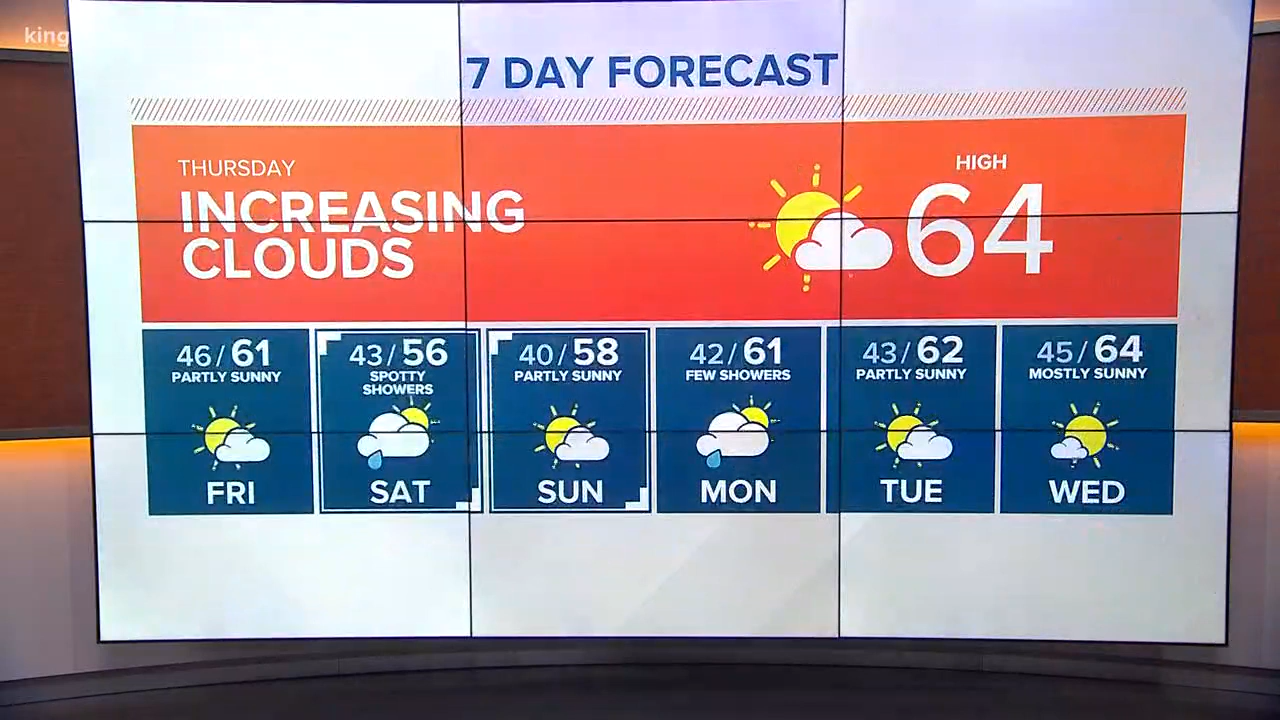 king
7 DAY FORECAST
THURSDAY
INCREASING
CLOUDS
HIGH
64
46/61
PARTLY SUNNY
FRI
43/56
SPOTTY
SHOWERS
SAT
40/58
PARTLY SUNNY
SUN
42/61
FEW SHOWERS
MON
43/62
PARTLY SUNNY
TUE
45/64
MOSTLY SUNNY
WED